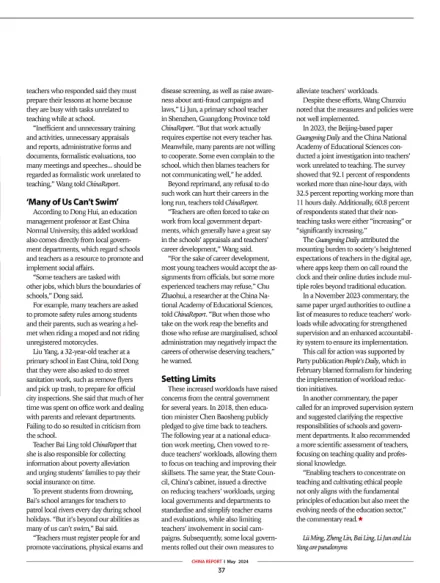 teachers who responded said they must
prepare their lessons at home because
they are busy with tasks unrelated to
teaching while at school.
“Inefficient and unnecessary training
and activities, unnecessary appraisals
and reports, administrative forms and
documents, formalistic evaluations, too
many meetings and speeches... should be
regarded as formalistic work unrelated to
teaching,” Wang told ChinaReport.
‘Many of Us Can’t Swim’
According to Dong Hui, an education
management professor at East China
Normal University, this added workload
also comes directly from local govern-
ment departments, which regard schools
and teachers as a resource to promote and
implement social affairs.
“Some teachers are tasked with
other jobs, which blurs the boundaries of
schools,” Dong said.
For example, many teachers are asked
to promote safety rules among students
and their parents, such as wearing a hel-
met when riding a moped and not riding
unregistered motorcycles.
Liu Yang, a 32-year-old teacher at a
primary school in East China, told Dong
that they were also asked to do street
sanitation work, such as remove flyers
and pick up trash, to prepare for official
city inspections. She said that much of her
time was spent on office work and dealing
with parents and relevant departments.
Failing to do so resulted in criticism from
the school.
Teacher Bai Ling told ChinaReport that
she is also responsible for collecting
information about poverty alleviation
and urging students’ families to pay their
social insurance on time.
To prevent students from drowning,
Bai’s school arranges for teachers to
patrol local rivers every day during school
holidays. “But it’s beyond our abilities as
many of us can’t swim,” Bai said.
“Teachers must register people for and
promote vaccinations, physical exams and
disease screening, as well as raise aware-
ness about anti-fraud campaigns and
laws,” Li Jun, a primary school teacher
in Shenzhen, Guangdong Province told
ChinaReport. “But that work actually
requires expertise not every teacher has.
Meanwhile, many parents are not willing
to cooperate. Some even complain to the
school, which then blames teachers for
not communicating well,” he added.
Beyond reprimand, any refusal to do
such work can hurt their careers in the
long run, teachers told ChinaReport.
“Teachers are often forced to take on
work from local government depart-
ments, which generally have a great say
in the schools’ appraisals and teachers’
career development,” Wang said.
“For the sake of career development,
most young teachers would accept the as-
signments from officials, but some more
experienced teachers may refuse,” Chu
Zhaohui, a researcher at the China Na-
tional Academy of Educational Sciences,
told ChinaReport. “But when those who
take on the work reap the benefits and
those who refuse are marginalised, school
administration may negatively impact the
careers of otherwise deserving teachers,”
he warned.
Setting Limits
These increased workloads have raised
concerns from the central government
for several years. In 2018, then educa-
tion minister Chen Baosheng publicly
pledged to give time back to teachers.
The following year at a national educa-
tion work meeting, Chen vowed to re-
duce teachers’ workloads, allowing them
to focus on teaching and improving their
skillsets. The same year, the State Coun-
cil, China’s cabinet, issued a directive
on reducing teachers’ workloads, urging
local governments and departments to
standardise and simplify teacher exams
and evaluations, while also limiting
teachers’ involvement in social cam-
paigns. Subsequently, some local govern-
ments rolled out their own measures to
alleviate teachers’ workloads.
Despite these efforts, Wang Chunxiu
noted that the measures and policies were
not well implemented.
In 2023, the Beijing-based paper
Guangming Daily and the China National
Academy of Educational Sciences con-
ducted a joint investigation into teachers’
work unrelated to teaching. The survey
showed that 92.1 percent of respondents
worked more than nine-hour days, with
32.5 percent reporting working more than
11 hours daily. Additionally, 60.8 percent
of respondents stated that their non-
teaching tasks were either “increasing” or
“significantly increasing.”
The Guangming Daily attributed the
mounting burden to society’s heightened
expectations of teachers in the digital age,
where apps keep them on call round the
clock and their online duties include mul-
tiple roles beyond traditional education.
In a November 2023 commentary, the
same paper urged authorities to outline a
list of measures to reduce teachers’ work-
loads while advocating for strengthened
supervision and an enhanced accountabil-
ity system to ensure its implementation.
This call for action was supported by
Party publication People’s Daily, which in
February blamed formalism for hindering
the implementation of workload reduc-
tion initiatives.
In another commentary, the paper
called for an improved supervision system
and suggested clarifying the respective
responsibilities of schools and govern-
ment departments. It also recommended
a more scientific assessment of teachers,
focusing on teaching quality and profes-
sional knowledge.
“Enabling teachers to concentrate on
teaching and cultivating ethical people
not only aligns with the fundamental
principles of education but also meet the
evolving needs of the education sector,”
the commentary read.★
Liu Ming, Zheng Lin, Bai Ling, Li Jun and Liu
Yang are pseudonyms
CHINA REPORT I May 2024
37